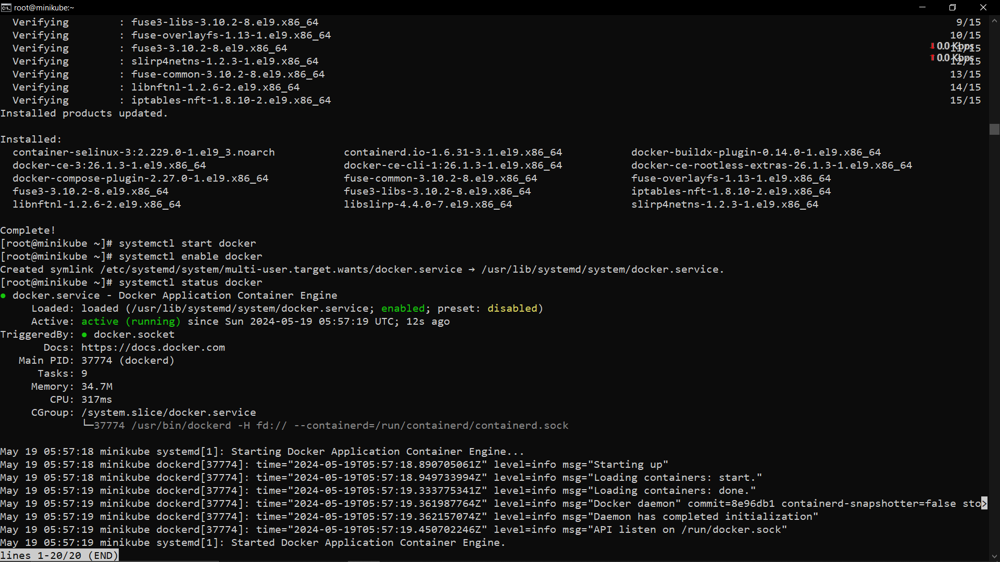 root@minikube:~
Verifying : fuse3-libs-3.10.2-8.el9.x86_64 9/15
Verifying : fuse-overlayfs-1.13-1.el9.x86_64 10/15
Verifying : fuse3-3.10.2-8.el9.x86_64 11/15
0.0 Kbps
Verifying : slirp4netns-1.2.3-1.el9.x86_64 12/15
0.0 Kbps
Verifying : fuse-common-3.10.2-8.el9.x86_64 13/15
Verifying : libnftnl-1.2.6-2.el9.x86_64 14/15
Verifying : iptables-nft-1.8.10-2.el9.x86_64 15/15
Installed products updated.
Installed:
container-selinux-3:2.229.0-1.el9_3.noarch containerd.io-1.6.31-3.1.el9.x86_64 docker-buildx-plugin-0.14.0-1.el9.x86_64
docker-ce-3:26.1.3-1.el9.x86_64 docker-ce-cli-1:26.1.3-1.el9.x86_64 docker-ce-rootless-extras-26.1.3-1.el9.x86_64
docker-compose-plugin-2.27.0-1.el9.x86_64 fuse-common-3.10.2-8.el9.x86_64 fuse-overlayfs-1.13-1.el9.x86_64
fuse3-3.10.2-8.el9.x86_64 fuse3-libs-3.10.2-8.el9.x86_64 iptables-nft-1.8.10-2.el9.x86_64
libnftnl-1.2.6-2.el9.x86_64 libslirp-4.4.0-7.el9.x86_64 slirp4netns-1.2.3-1.el9.x86_64
Complete!
[root@minikube ~]# systemctl start docker
[root@minikube ~]# systemctl enable docker
Created symlink /etc/systemd/system/multi-user.target.wants/docker.service → /usr/lib/systemd/system/docker.service.
[root@minikube ~]# systemctl status docker
● docker.service - Docker Application Container Engine
Loaded: loaded (/usr/lib/systemd/system/docker.service; enabled; preset: disabled)
Active: active (running) since Sun 2024-05-19 05:57:19 UTC; 12s ago
TriggeredBy: ● docker.socket
Docs: https://docs.docker.com
Main PID: 37774 (dockerd)
Tasks: 9
Memory: 34.7M
CPU: 317ms
CGroup: /system.slice/docker.service
└─37774 /usr/bin/dockerd -H fd:// --containerd=/run/containerd/containerd.sock
May 19 05:57:18 minikube systemd[1]: Starting Docker Application Container Engine...
May 19 05:57:18 minikube dockerd[37774]: time="2024-05-19T05:57:18.890705061Z" level=info msg="Starting up"
May 19 05:57:18 minikube dockerd[37774]: time="2024-05-19T05:57:18.949733994Z" level=info msg="Loading containers: start."
May 19 05:57:19 minikube dockerd[37774]: time="2024-05-19T05:57:19.333775341Z" level=info msg="Loading containers: done."
May 19 05:57:19 minikube dockerd[37774]: time="2024-05-19T05:57:19.361987764Z" level=info msg="Docker daemon" commit=8e96db1 containerd-snapshotter=false sto>
May 19 05:57:19 minikube dockerd[37774]: time="2024-05-19T05:57:19.362157074Z" level=info msg="Daemon has completed initialization"
May 19 05:57:19 minikube dockerd[37774]: time="2024-05-19T05:57:19.450702246Z" level=info msg="API listen on /run/docker.sock"
May 19 05:57:19 minikube systemd[1]: Started Docker Application Container Engine.
lines 1-20/20 (END)